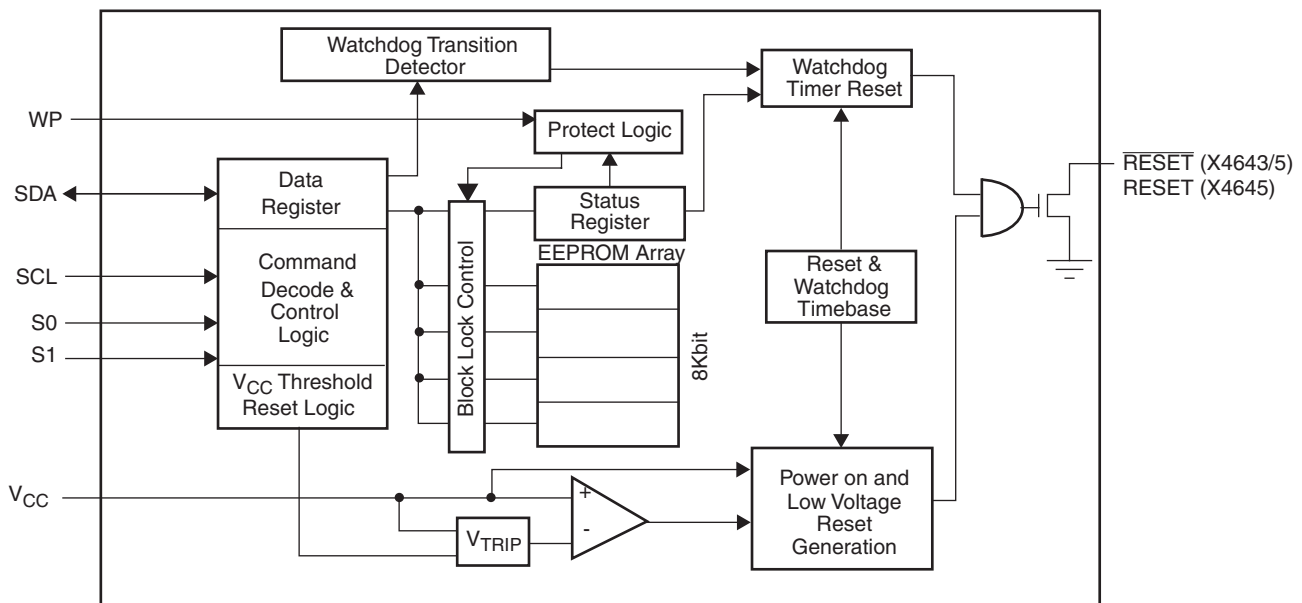 Watchdog Transition
Detector
Watchdog
Timer Reset
WP
Protect Logic
RESET (X4643/5)
RESET (X4645)
SDA
Data
Register
Status
Register
EEPROM Array
SCL
Command
Decode &
Control
Logic
Block Lock Control
8Kbit
Reset &
Watchdog
Timebase
S0
S1
VCC Threshold
Reset Logic
VCC
+
-
VTRIP
Power on and
Low Voltage
Reset
Generation